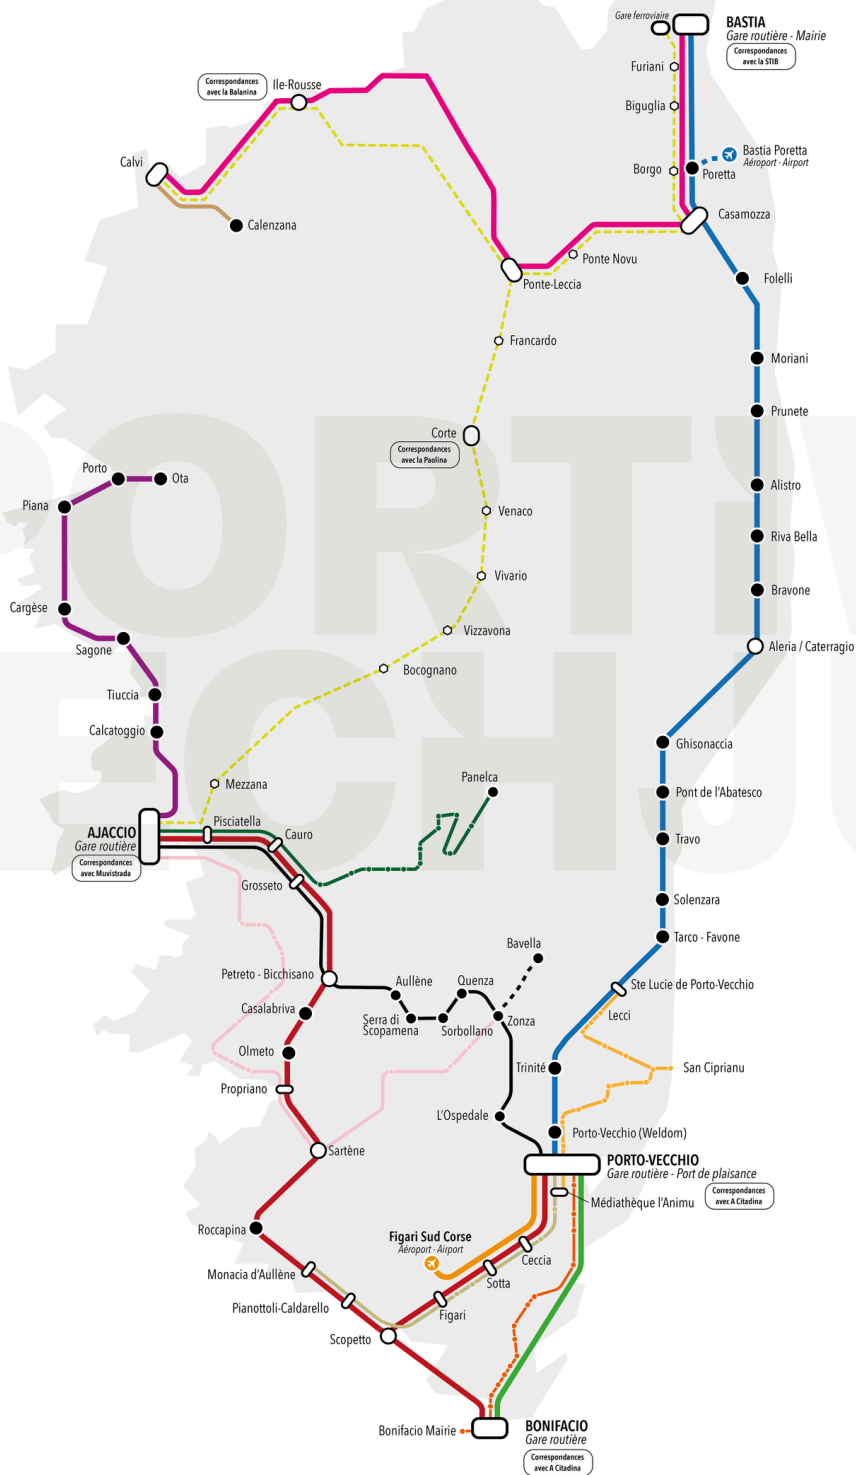 Gare ferroviaire
BASTIA
Gare routière - Mairie
Correspondances
avec la STIB
Furiani
Biguglia
Borgo
Bastia Poretta
Aéroport - Airport
Poretta
Casamozza
Correspondances
avec la Balanina
Ile-Rousse
Calvi
Calenzana
Ponte Novu
Ponte-Leccia
Folelli
Francardo
Moriani
Prunete
Corte
Correspondances
avec la Paolina
Porto
Ota
Piana
Alistro
Venaco
Riva Bella
Vivario
Bravone
Cargèse
Vizzavona
Sagone
Aleria / Caterragio
Bocognano
Tiuccia
Calcatoggio
Ghisonaccia
Panelca
Mezzana
Pont de l'Abatesco
Pisciatella
AJACCIO
Gare routière
Correspondances
avec Muvistrada
Cauro
Travo
Grosseto
Solenzara
Tarco - Favone
Bavella
Petreto - Bicchisano
Aullène
Quenza
Ste Lucie de Porto-Vecchio
Casalabriva
Serra di
Scopamena
Sorbollano
Zonza
Lecci
Olmeto
Trinité
San Ciprianu
Propriano
L'Ospedale
Porto-Vecchio (Weldom)
Sartène
PORTO-VECCHIO
Gare routière - Port de plaisance
Correspondances
avec A Citadina
Médiathèque l'Animu
Roccapina
Figari Sud Corse
Aéroport - Airport
Ceccia
Monacia d'Aullène
Sotta
Pianottoli-Caldarello
Figari
Scopetto
Bonifacio Mairie
BONIFACIO
Gare routière
Correspondances
avec A Citadina
PORTIV
ECHJU